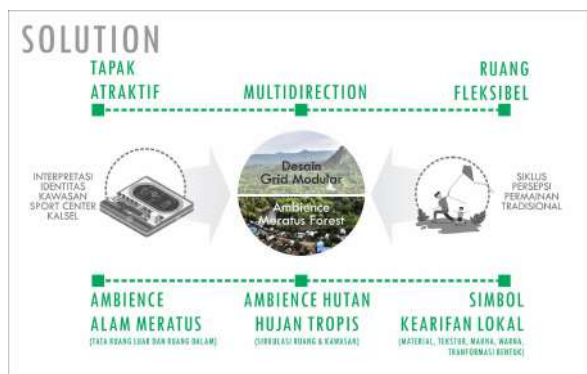 SOLUTION
TAPAK
ATRAKTIF
MULTIDIRECTION
RUANG
FLEKSIBEL
INTERPRETASI
IDENTITAS
KAWASAN
SPORT CENTER
KALSEL
Desain
Grid Modular
Ambience
Meratus Forest
SIKLUS
PERSEPSI
PERMAINAN
TRADISIONAL
AMBIENCE
ALAM MERATUS
(TATA RUANG LUAR DAN RUANG DALAM)
AMBIENCE HUTAN
HUJAN TROPIS
(SIRKULASI RUANG & KAWASAN)
SIMBOL
KEARIFAN LOKAL
(MATERIAL, TEKSTUR, MAKNA, WARNA,
TRANFORMASI BENTUK)